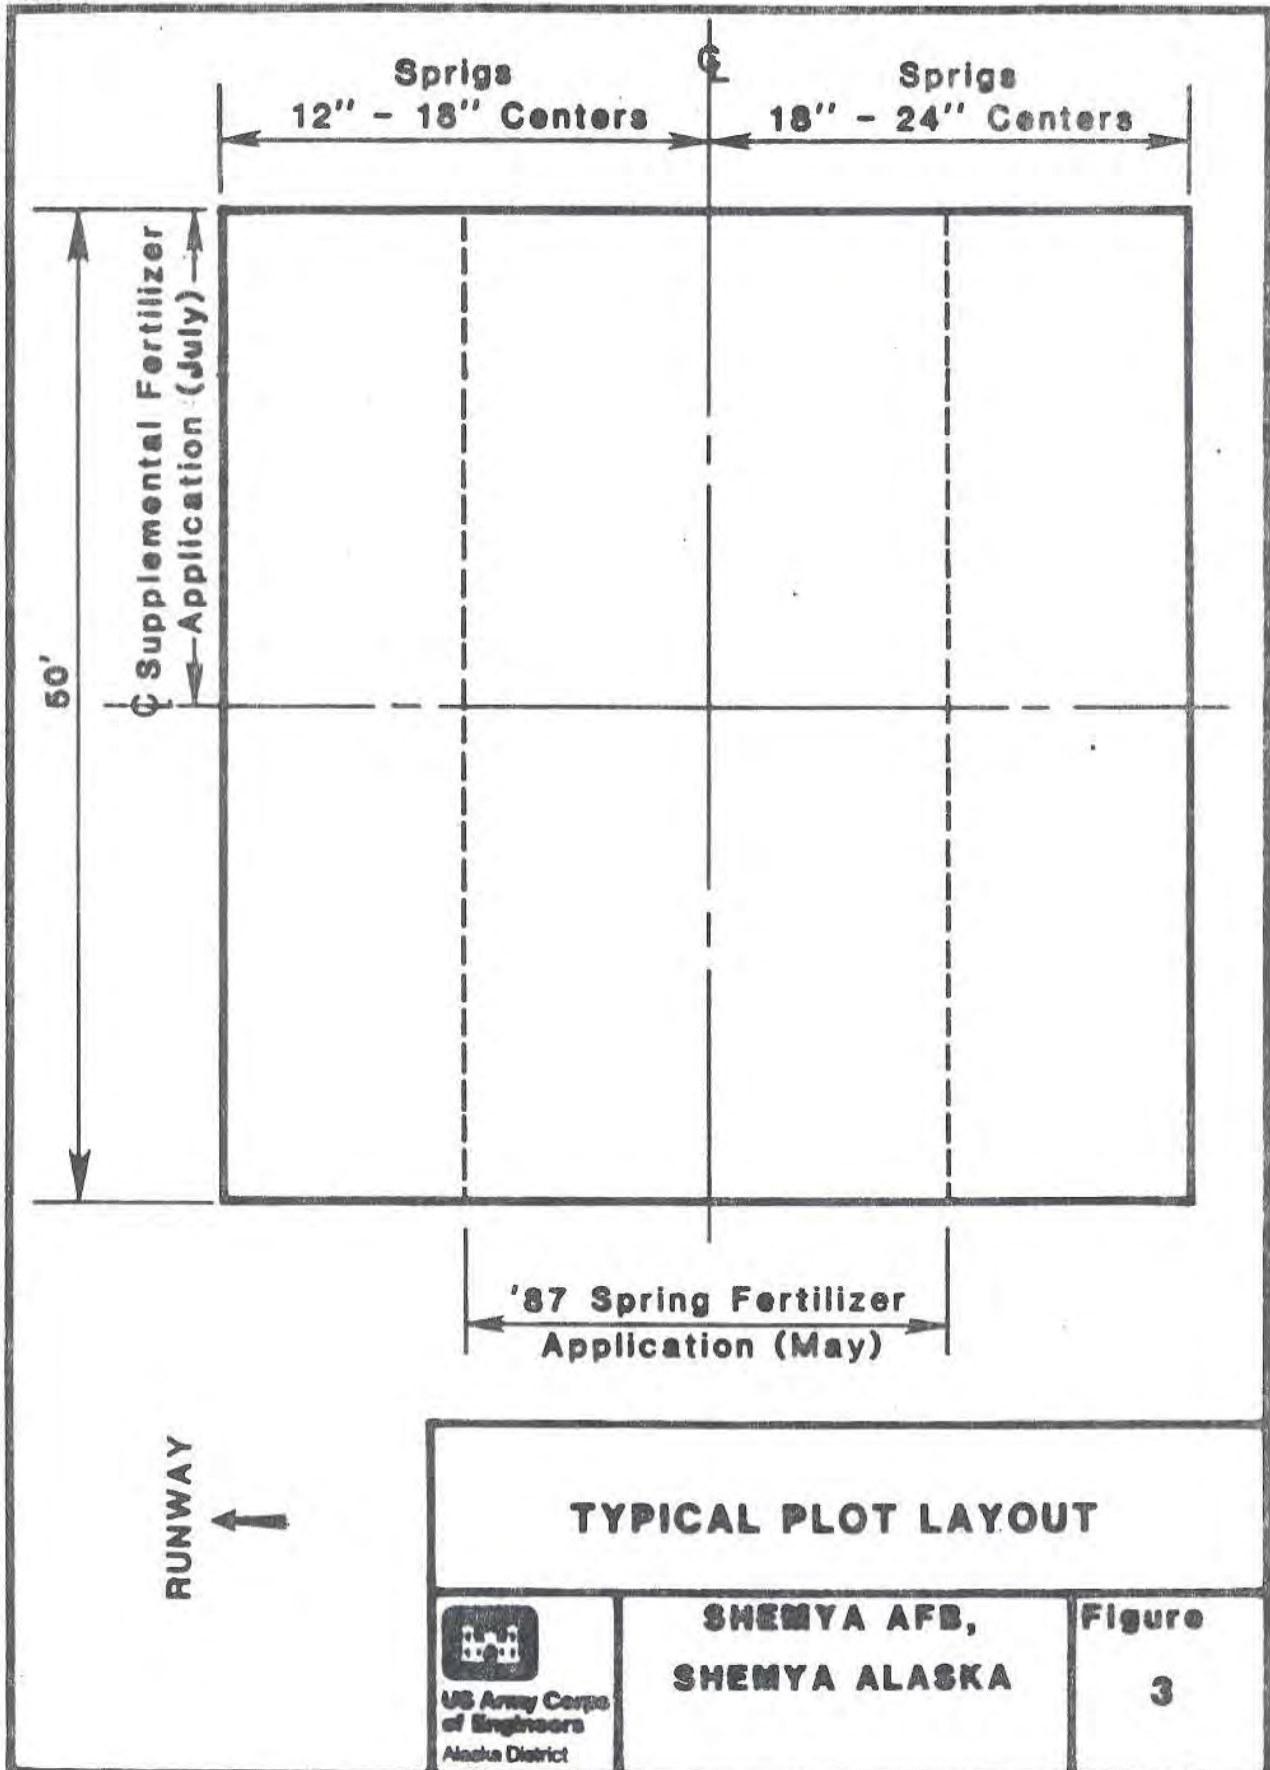 Sprigs
12" - 18" Centers
℄
Sprigs
18" - 24" Centers
50'
℄ Supplemental Fertilizer
Application (July)
'87 Spring Fertilizer
Application (May)
RUNWAY
TYPICAL PLOT LAYOUT
US Army Corps
of Engineers
Alaska District
SHEMYA AFB,
SHEMYA ALASKA
Figure
3